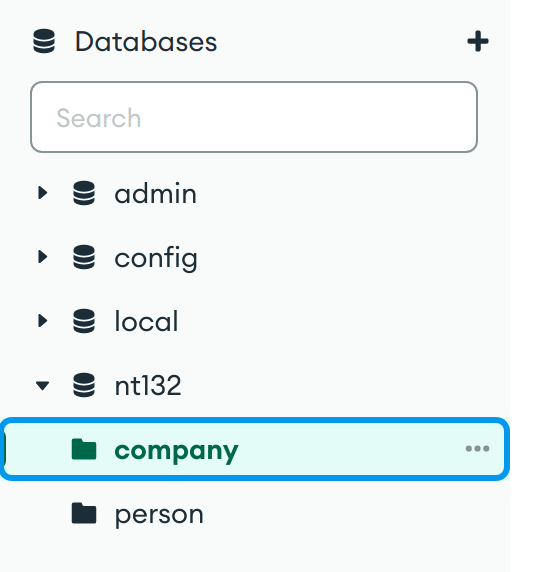 Databases
Search
admin
config
local
nt132
company
person